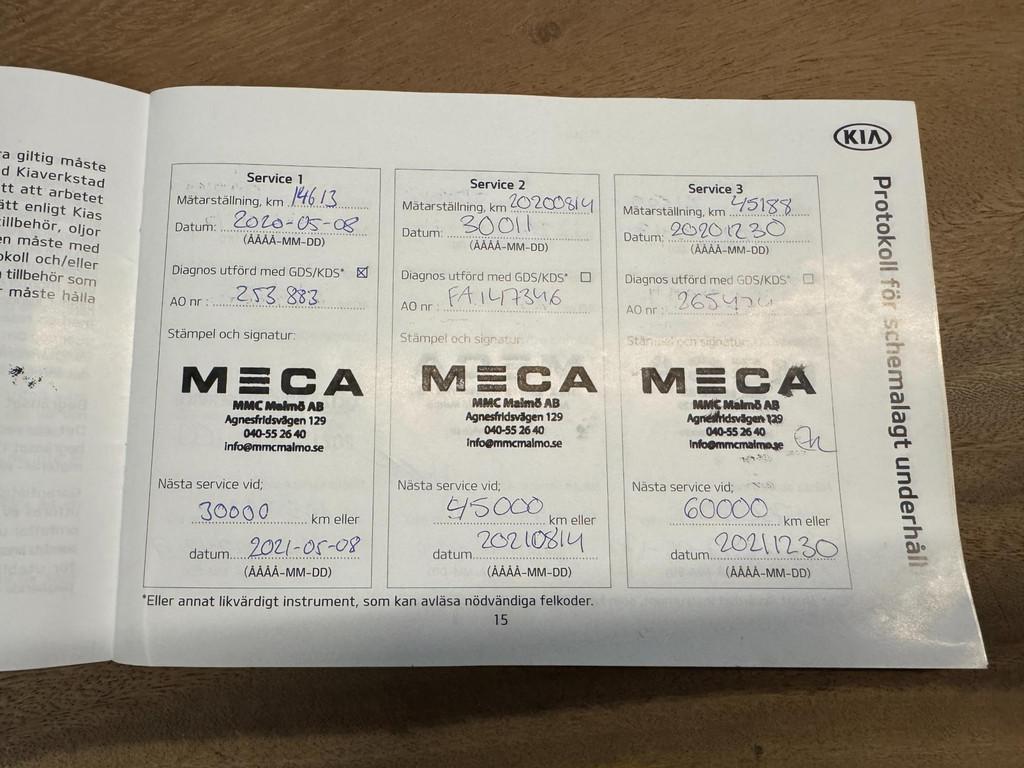 a giltig måste
d Kiaverkstad
tt att arbetet
ätt enligt Kias
tillbehör, oljor
en måste med
okoll och/eller
tillbehör som
r måste hålla
KIA
Protokoll för schemalagt underhåll
Service 1
Mätarställning, km 14613
Datum: 2020-05-08
(ÅÅÅÅ-MM-DD)
Diagnos utförd med GDS/KDS* ☒
AO nr: 253 883
Stämpel och signatur:
MECA
MMC Malmö AB
Agnesfridsvägen 129
040-55 26 40
info@mmcmalmo.se
Nästa service vid;
30000 km eller
datum 2021-05-08
(ÅÅÅÅ-MM-DD)
Service 2
Mätarställning, km 20200814
Datum: 30011
(ÅÅÅÅ-MM-DD)
Diagnos utförd med GDS/KDS* ☐
AO nr: FA147346
Stämpel och signatur:
MECA
MMC Malmö AB
Agnesfridsvägen 129
040-55 26 40
info@mmcmalmo.se
Nästa service vid;
45000 km eller
datum 20210814
(ÅÅÅÅ-MM-DD)
Service 3
Mätarställning, km 45188
Datum: 20201230
(ÅÅÅÅ-MM-DD)
Diagnos utförd med GDS/KDS* ☐
AO nr:
Stämpel och signatur:
MECA
MMC Malmö AB
Agnesfridsvägen 129
040-55 26 40
info@mmcmalmo.se
Nästa service vid;
60000 km eller
datum 20211230
(ÅÅÅÅ-MM-DD)
*Eller annat likvärdigt instrument, som kan avläsa nödvändiga felkoder.
15